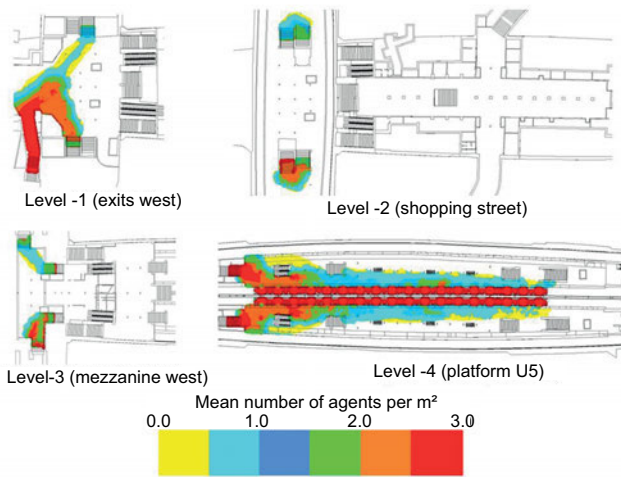 Level -1 (exits west)
Level -2 (shopping street)
Level-3 (mezzanine west)
Level -4 (platform U5)
Mean number of agents per m²
0.0 1.0 2.0 3.0